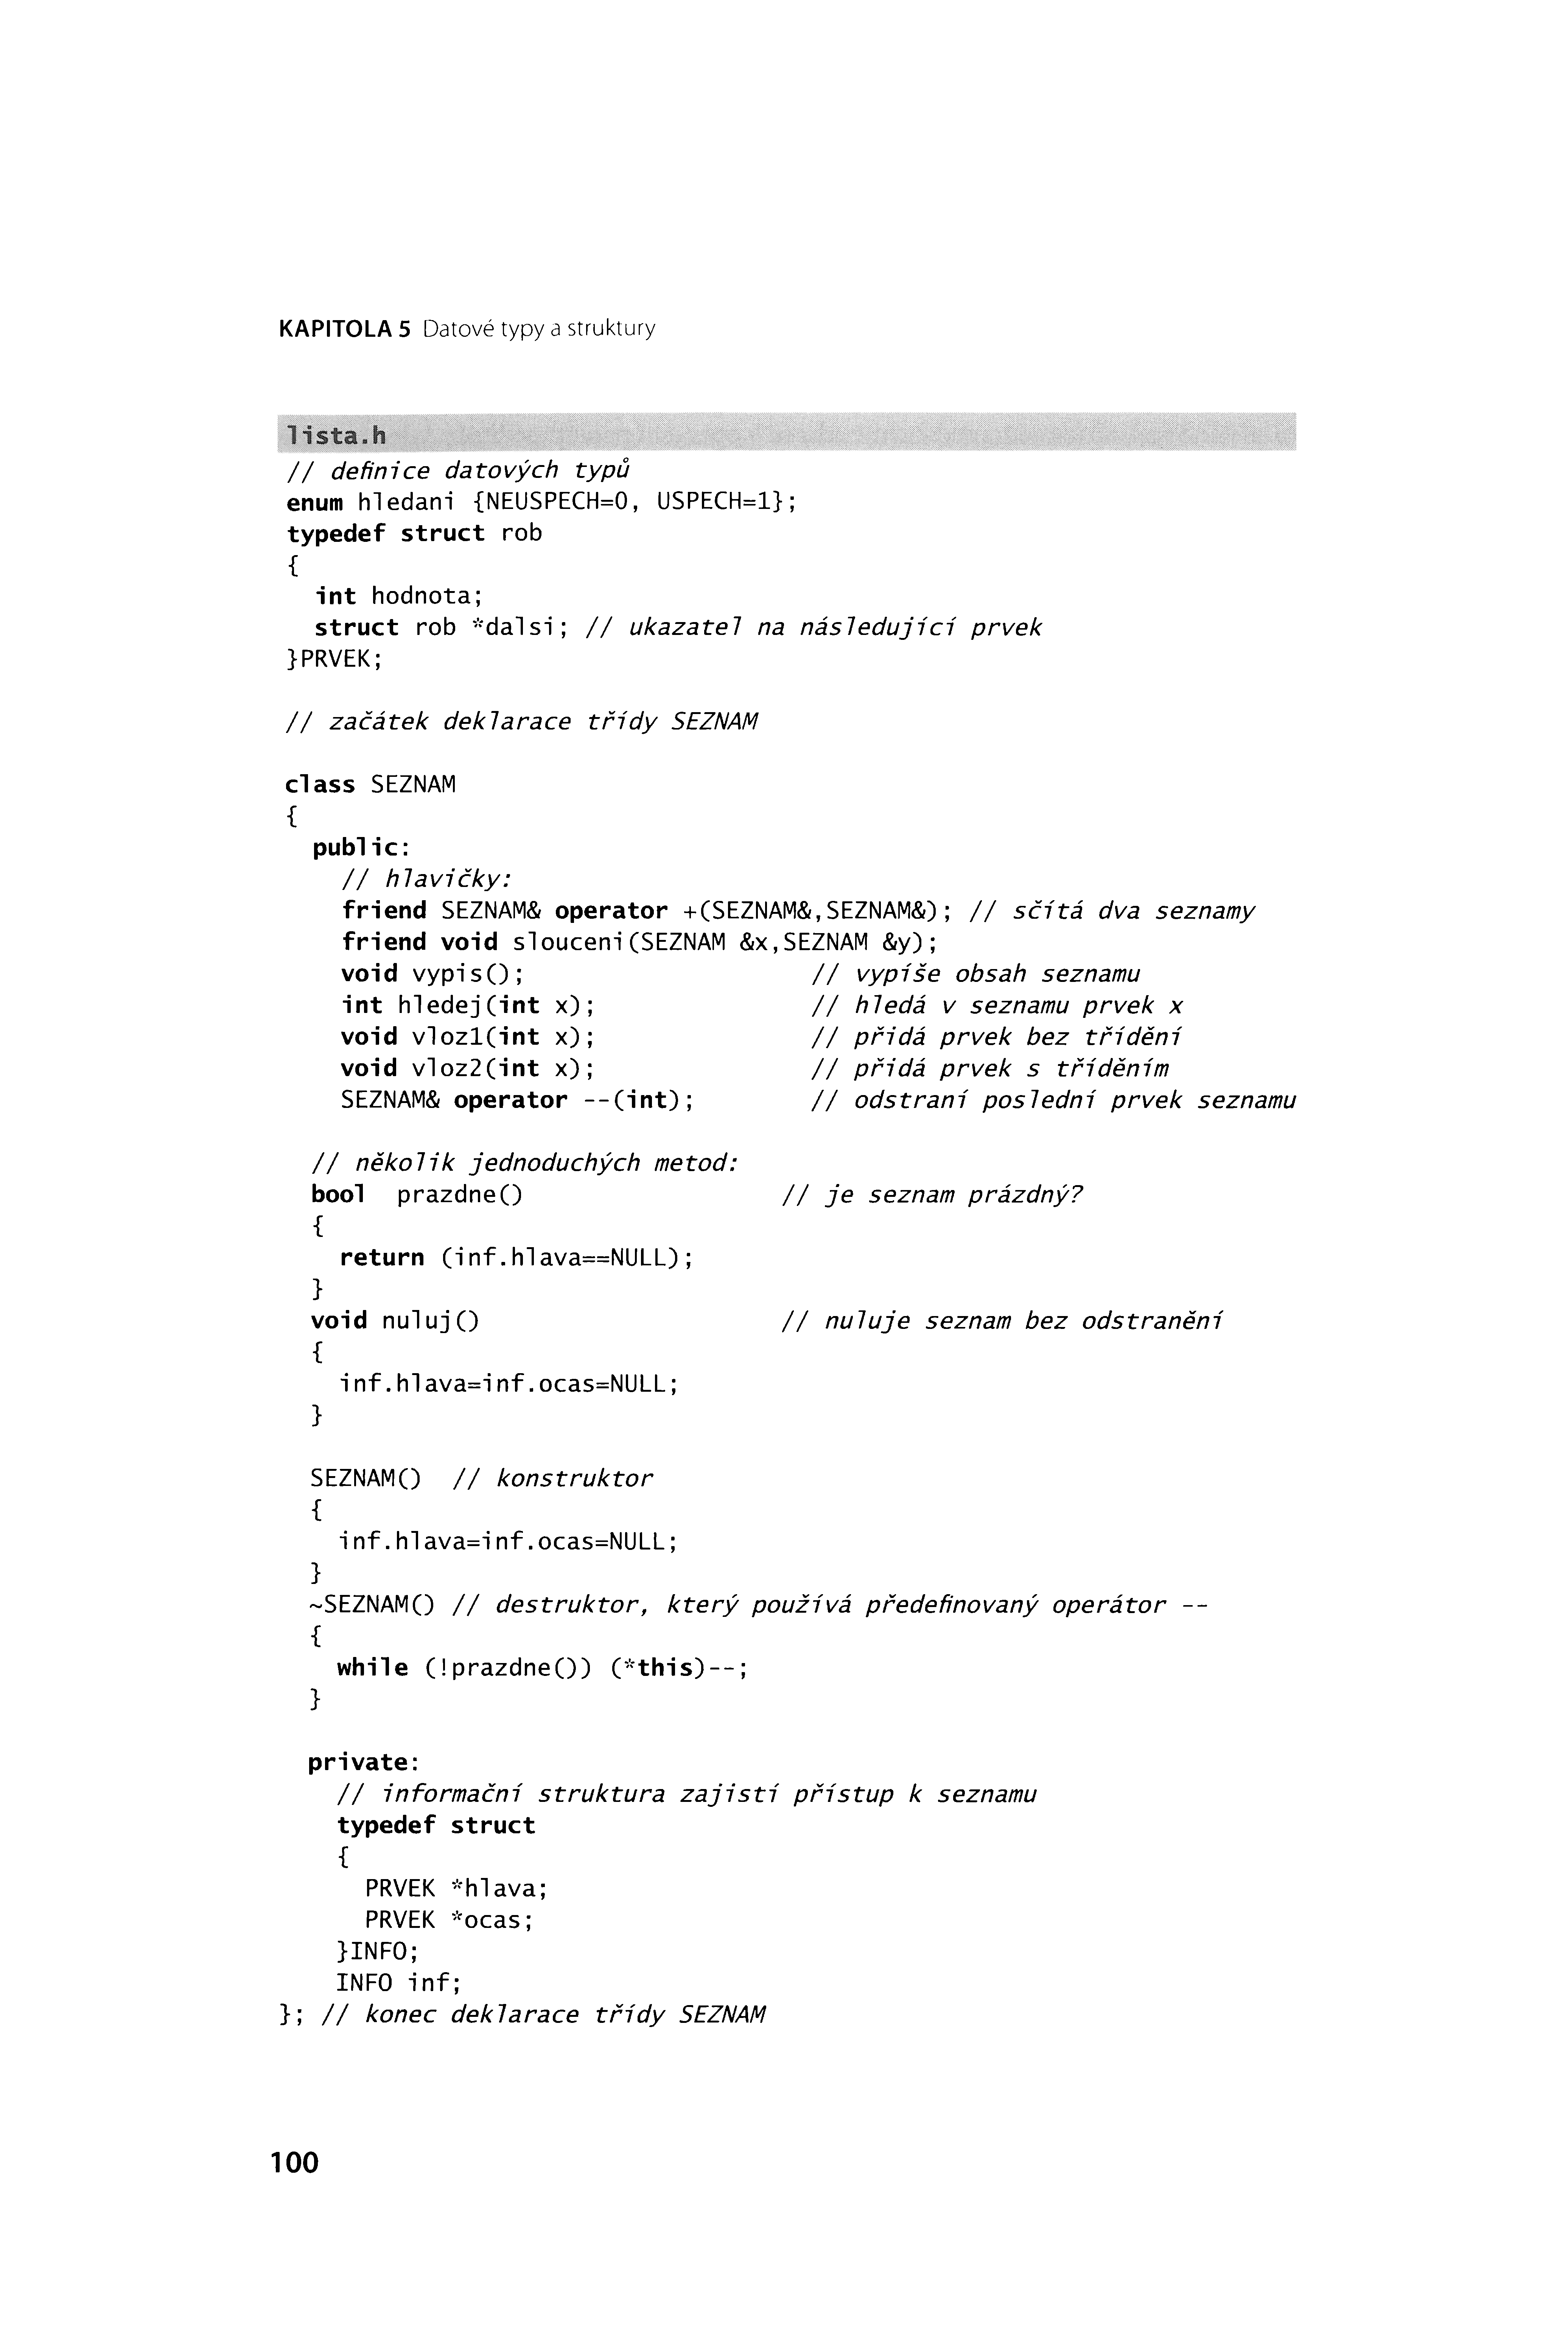 KAPITOLA 5 Datové typy a struktury
lista.h
// definice datových typů
enum hledani {NEUSPECH=0, USPECH=1};
typedef struct rob
{
int hodnota;
struct rob *dalsi; // ukazatel na následující prvek
}PRVEK;
// začátek deklarace třídy SEZNAM
class SEZNAM
{
public:
// hlavičky:
friend SEZNAM& operator +(SEZNAM&,SEZNAM&); // sčítá dva seznamy
friend void slouceni(SEZNAM &x,SEZNAM &y);
void vypis(); // vypíše obsah seznamu
int hledej(int x); // hledá v seznamu prvek x
void vloz1(int x); // přidá prvek bez třídění
void vloz2(int x); // přidá prvek s tříděním
SEZNAM& operator --(int); // odstraní poslední prvek seznamu
// několik jednoduchých metod:
bool prazdne() // je seznam prázdný?
{
return (inf.hlava==NULL);
}
void nuluj() // nuluje seznam bez odstranění
{
inf.hlava=inf.ocas=NULL;
}
SEZNAM() // konstruktor
{
inf.hlava=inf.ocas=NULL;
}
~SEZNAM() // destruktor, který používá předefinovaný operátor --
{
while (!prazdne()) (*this)--;
}
private:
// informační struktura zajistí přístup k seznamu
typedef struct
{
PRVEK *hlava;
PRVEK *ocas;
}INFO;
INFO inf;
}; // konec deklarace třídy SEZNAM
100